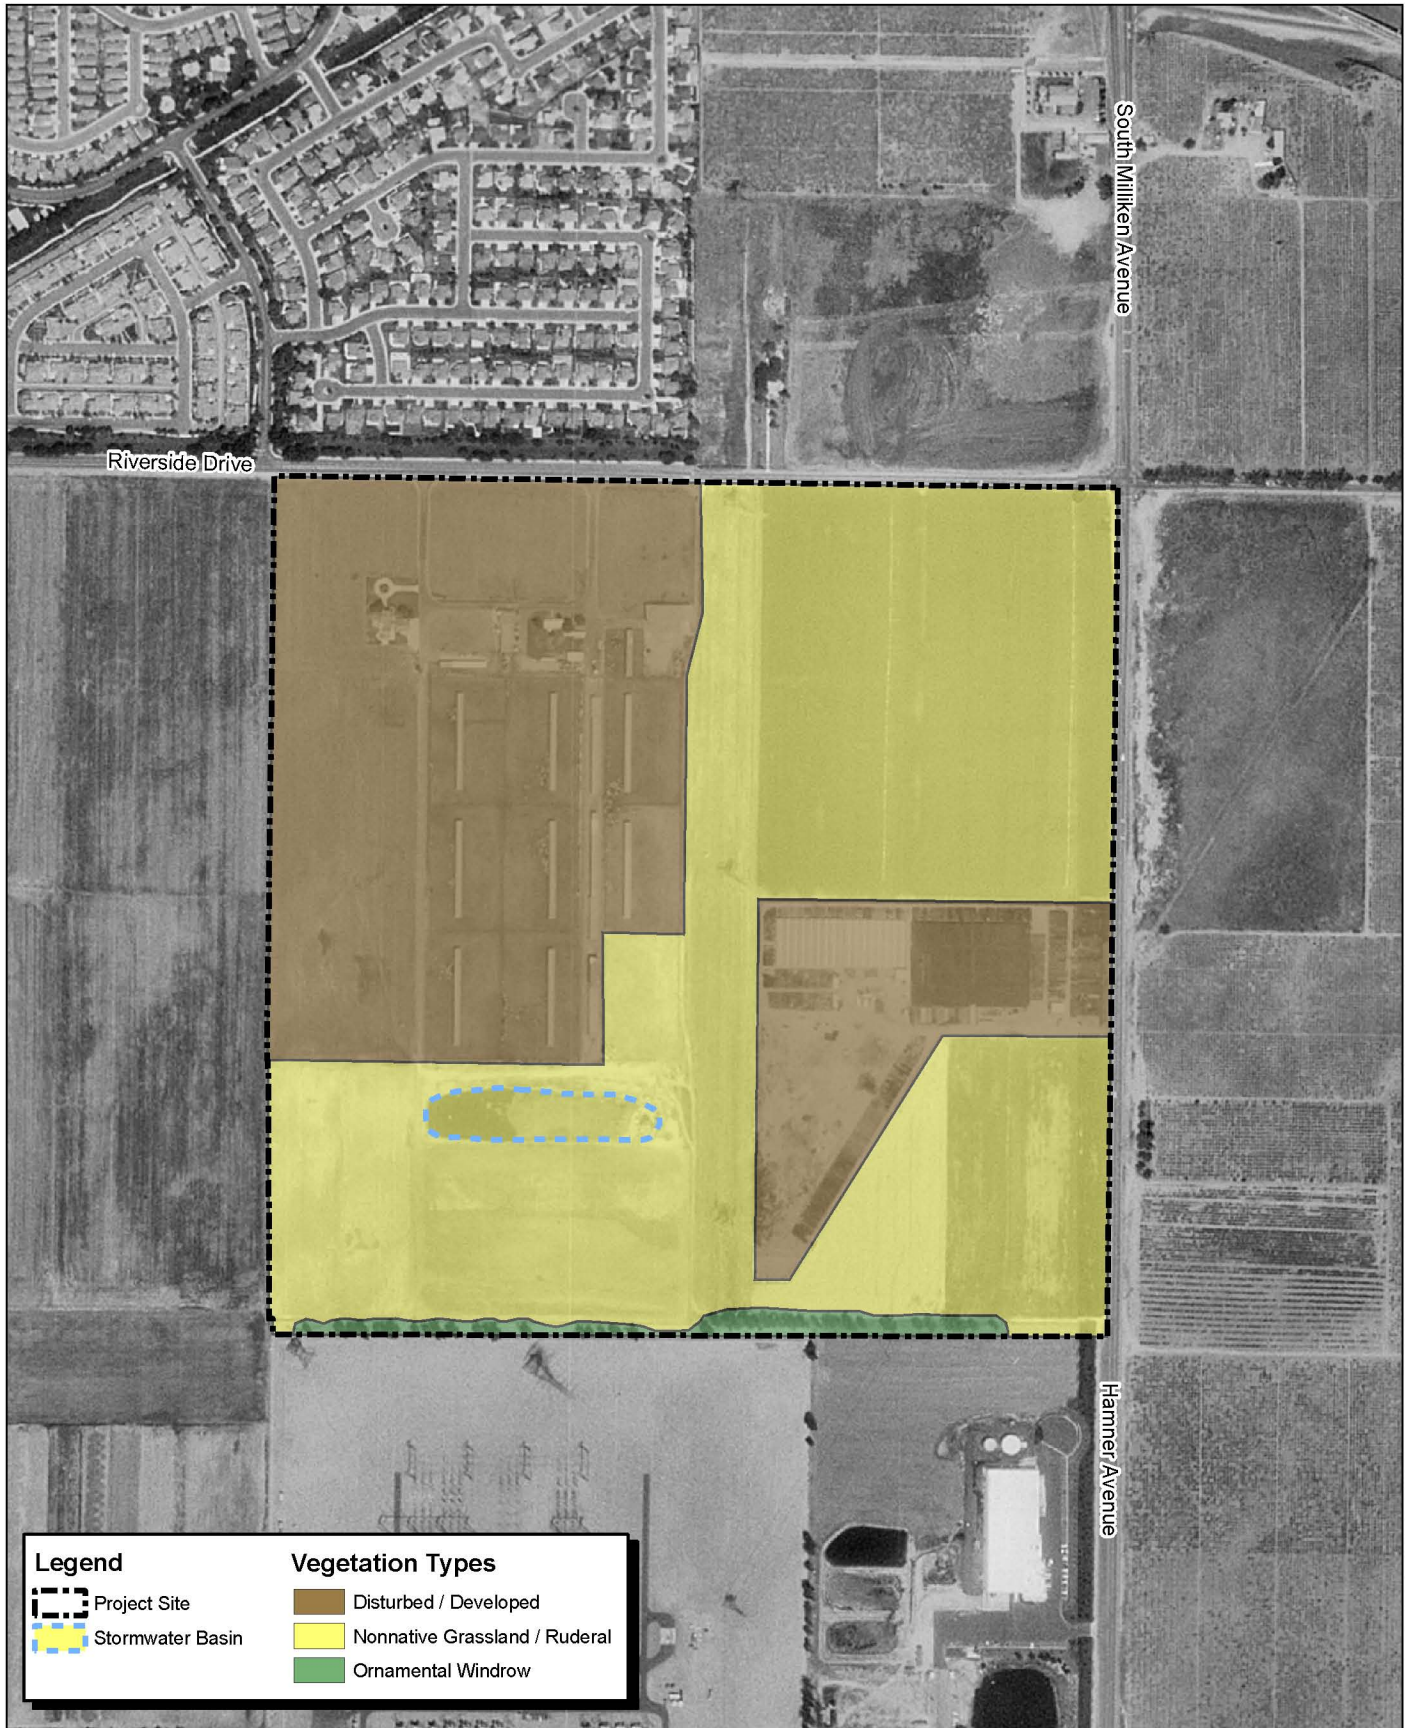 South Milliken Avenue
Riverside Drive
Hamner Avenue
Legend
Project Site
Stormwater Basin
Vegetation Types
Disturbed / Developed
Nonnative Grassland / Ruderal
Ornamental Windrow